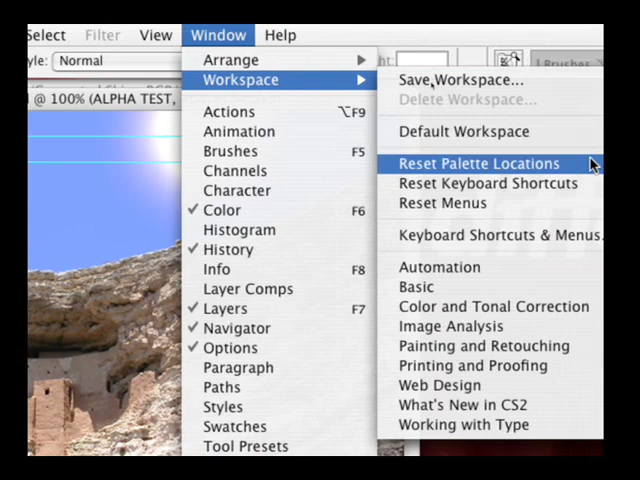 Select Filter View Window Help
yle: Normal
Brushes
@ 100% (ALPHA TEST,
Arrange
Workspace
Actions ⌥F9
Animation
Brushes F5
Channels
Character
✓ Color F6
Histogram
✓ History
Info F8
Layer Comps
✓ Layers F7
✓ Navigator
✓ Options
Paragraph
Paths
Styles
Swatches
Tool Presets
Save Workspace...
Delete Workspace...
Default Workspace
Reset Palette Locations
Reset Keyboard Shortcuts
Reset Menus
Keyboard Shortcuts & Menus.
Automation
Basic
Color and Tonal Correction
Image Analysis
Painting and Retouching
Printing and Proofing
Web Design
What's New in CS2
Working with Type